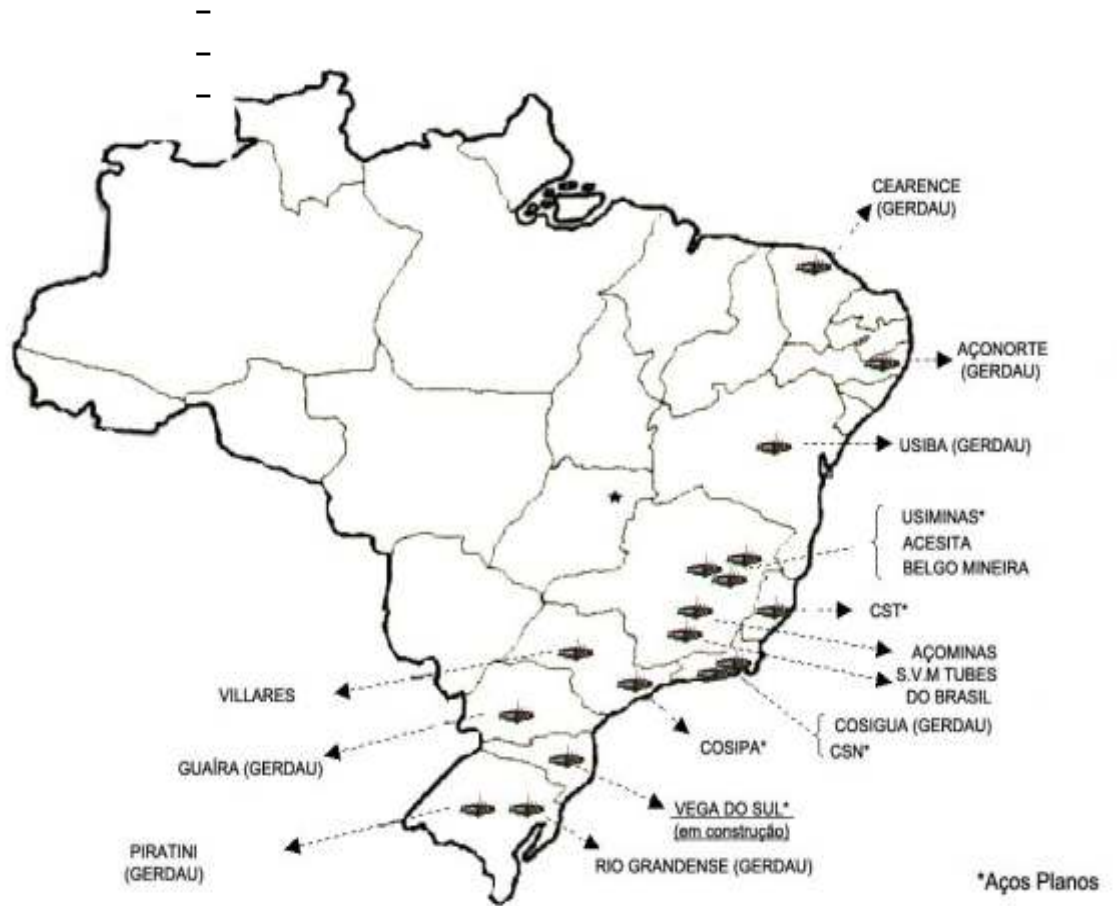 CEARENCE
(GERDAU)
AÇONORTE
(GERDAU)
USIBA (GERDAU)
USIMINAS*
ACESITA
BELGO MINEIRA
CST*
AÇOMINAS
S.V.M TUBES
DO BRASIL
VILLARES
COSIGUA (GERDAU)
CSN*
COSIPA*
GUAÍRA (GERDAU)
VEGA DO SUL*
(em construção)
PIRATINI
(GERDAU)
RIO GRANDENSE (GERDAU)
*Aços Planos